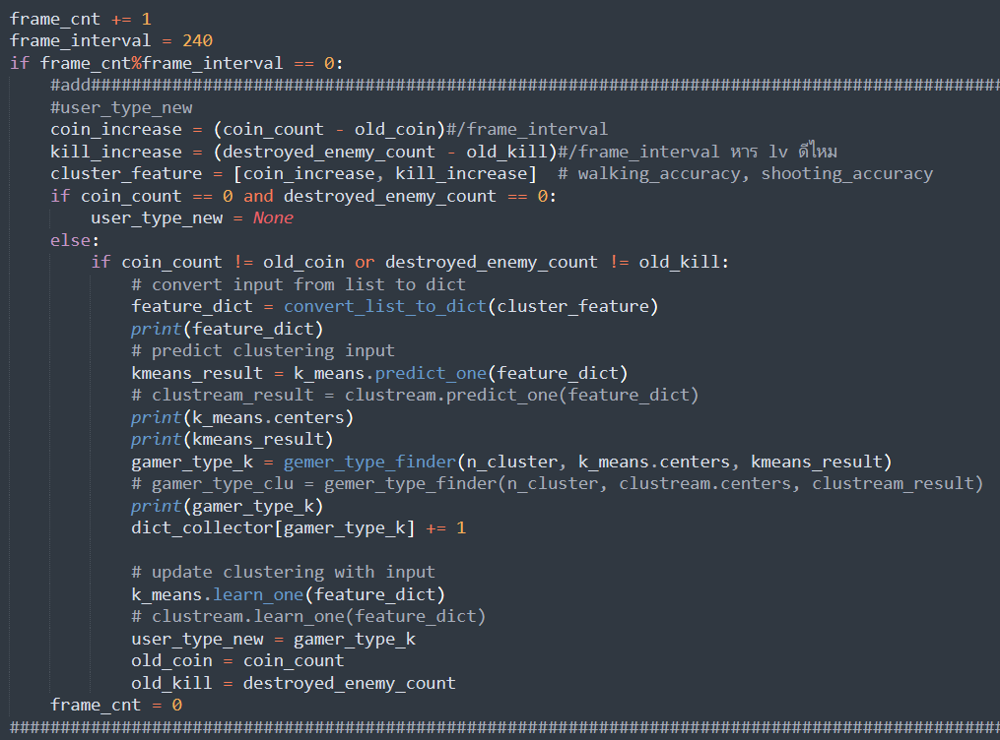 frame_cnt += 1
frame_interval = 240
if frame_cnt%frame_interval == 0:
    #add#########################################################################################
    #user_type_new
    coin_increase = (coin_count - old_coin)#/frame_interval
    kill_increase = (destroyed_enemy_count - old_kill)#/frame_interval หาร lv ดีไหม
    cluster_feature = [coin_increase, kill_increase]  # walking_accuracy, shooting_accuracy
    if coin_count == 0 and destroyed_enemy_count == 0:
        user_type_new = None
    else:
        if coin_count != old_coin or destroyed_enemy_count != old_kill:
            # convert input from list to dict
            feature_dict = convert_list_to_dict(cluster_feature)
            print(feature_dict)
            # predict clustering input
            kmeans_result = k_means.predict_one(feature_dict)
            # clustream_result = clustream.predict_one(feature_dict)
            print(k_means.centers)
            print(kmeans_result)
            gamer_type_k = gemer_type_finder(n_cluster, k_means.centers, kmeans_result)
            # gamer_type_clu = gemer_type_finder(n_cluster, clustream.centers, clustream_result)
            print(gamer_type_k)
            dict_collector[gamer_type_k] += 1

            # update clustering with input
            k_means.learn_one(feature_dict)
            # clustream.learn_one(feature_dict)
            user_type_new = gamer_type_k
            old_coin = coin_count
            old_kill = destroyed_enemy_count
    frame_cnt = 0
##################################################################################################